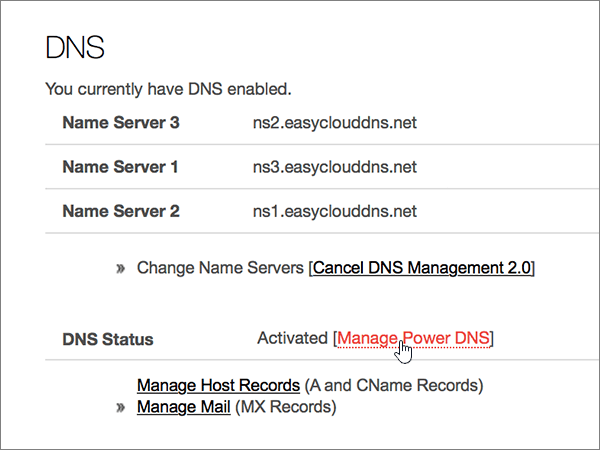 DNS
You currently have DNS enabled.
Name Server 3 ns2.easyclouddns.net
Name Server 1 ns3.easyclouddns.net
Name Server 2 ns1.easyclouddns.net
» Change Name Servers [Cancel DNS Management 2.0]
DNS Status Activated [Manage Power DNS]
Manage Host Records (A and CName Records)
» Manage Mail (MX Records)